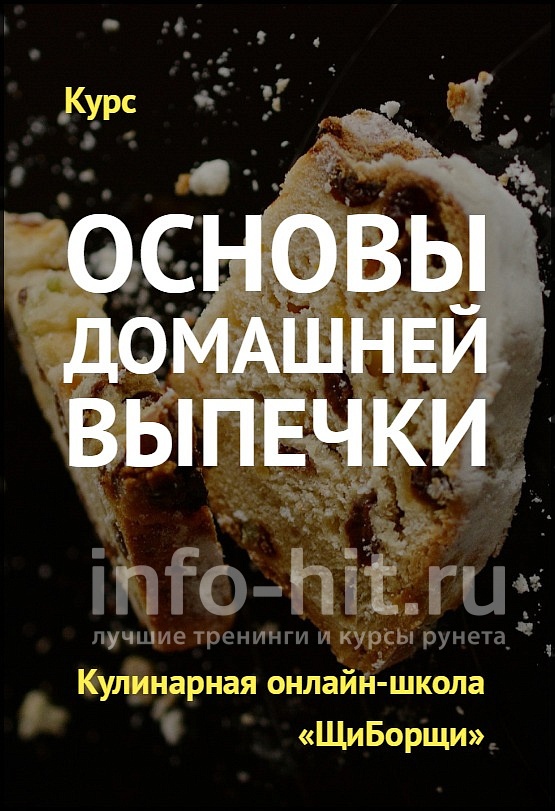 Курс
ОСНОВЫ
ДОМАШНЕЙ
ВЫПЕЧКИ
info-hit.ru
лучшие тренинги и курсы рунета
Кулинарная онлайн-школа
«ЩиБорщи»